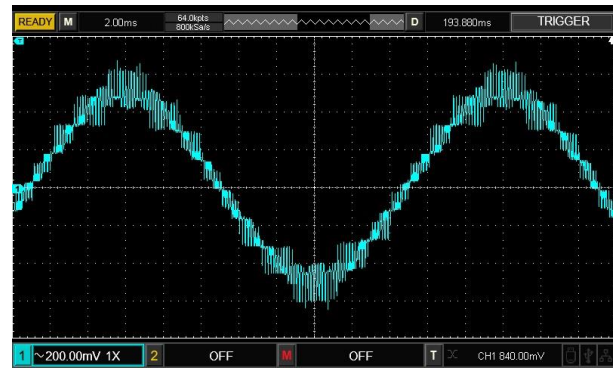 READY M 2.00ms 64.0kpts D 193.880ms TRIGGER
800kSa/s
T
1
1 ~200.00mV 1X 2 OFF M OFF T CH1 840.00mV